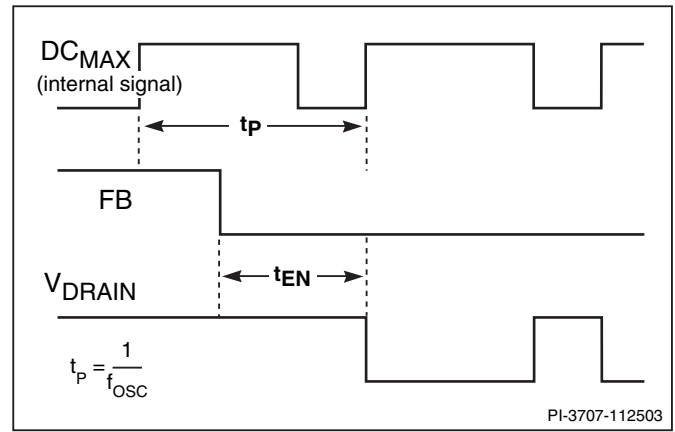 DCMAX
(internal signal)
tP
FB
tEN
VDRAIN
tP = 1
fOSC
PI-3707-112503